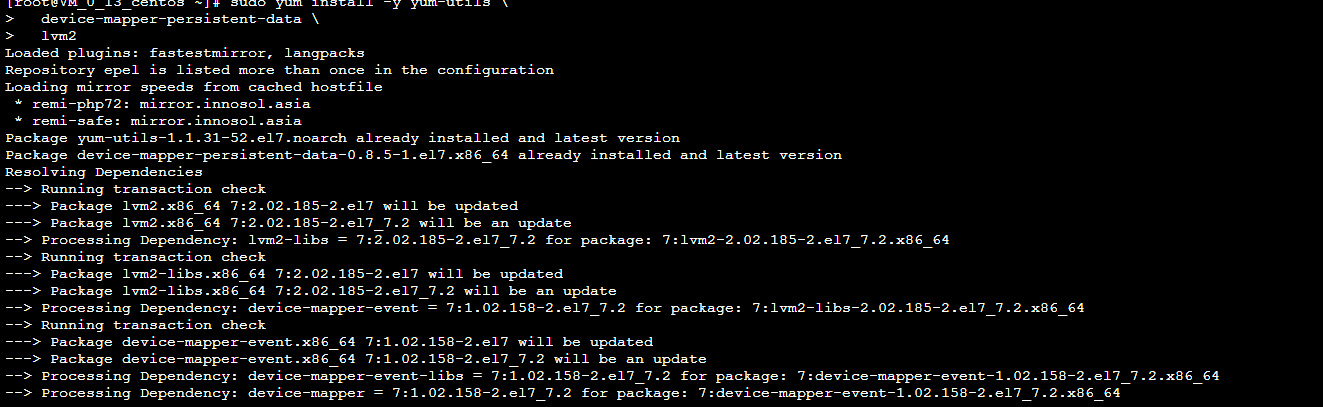 [root@VM_0_13_centos ~]# sudo yum install -y yum-utils \
>   device-mapper-persistent-data \
>   lvm2
Loaded plugins: fastestmirror, langpacks
Repository epel is listed more than once in the configuration
Loading mirror speeds from cached hostfile
 * remi-php72: mirror.innosol.asia
 * remi-safe: mirror.innosol.asia
Package yum-utils-1.1.31-52.el7.noarch already installed and latest version
Package device-mapper-persistent-data-0.8.5-1.el7.x86_64 already installed and latest version
Resolving Dependencies
--> Running transaction check
---> Package lvm2.x86_64 7:2.02.185-2.el7 will be updated
---> Package lvm2.x86_64 7:2.02.185-2.el7_7.2 will be an update
--> Processing Dependency: lvm2-libs = 7:2.02.185-2.el7_7.2 for package: 7:lvm2-2.02.185-2.el7_7.2.x86_64
--> Running transaction check
---> Package lvm2-libs.x86_64 7:2.02.185-2.el7 will be updated
---> Package lvm2-libs.x86_64 7:2.02.185-2.el7_7.2 will be an update
--> Processing Dependency: device-mapper-event = 7:1.02.158-2.el7_7.2 for package: 7:lvm2-libs-2.02.185-2.el7_7.2.x86_64
--> Running transaction check
---> Package device-mapper-event.x86_64 7:1.02.158-2.el7 will be updated
---> Package device-mapper-event.x86_64 7:1.02.158-2.el7_7.2 will be an update
--> Processing Dependency: device-mapper-event-libs = 7:1.02.158-2.el7_7.2 for package: 7:device-mapper-event-1.02.158-2.el7_7.2.x86_64
--> Processing Dependency: device-mapper = 7:1.02.158-2.el7_7.2 for package: 7:device-mapper-event-1.02.158-2.el7_7.2.x86_64